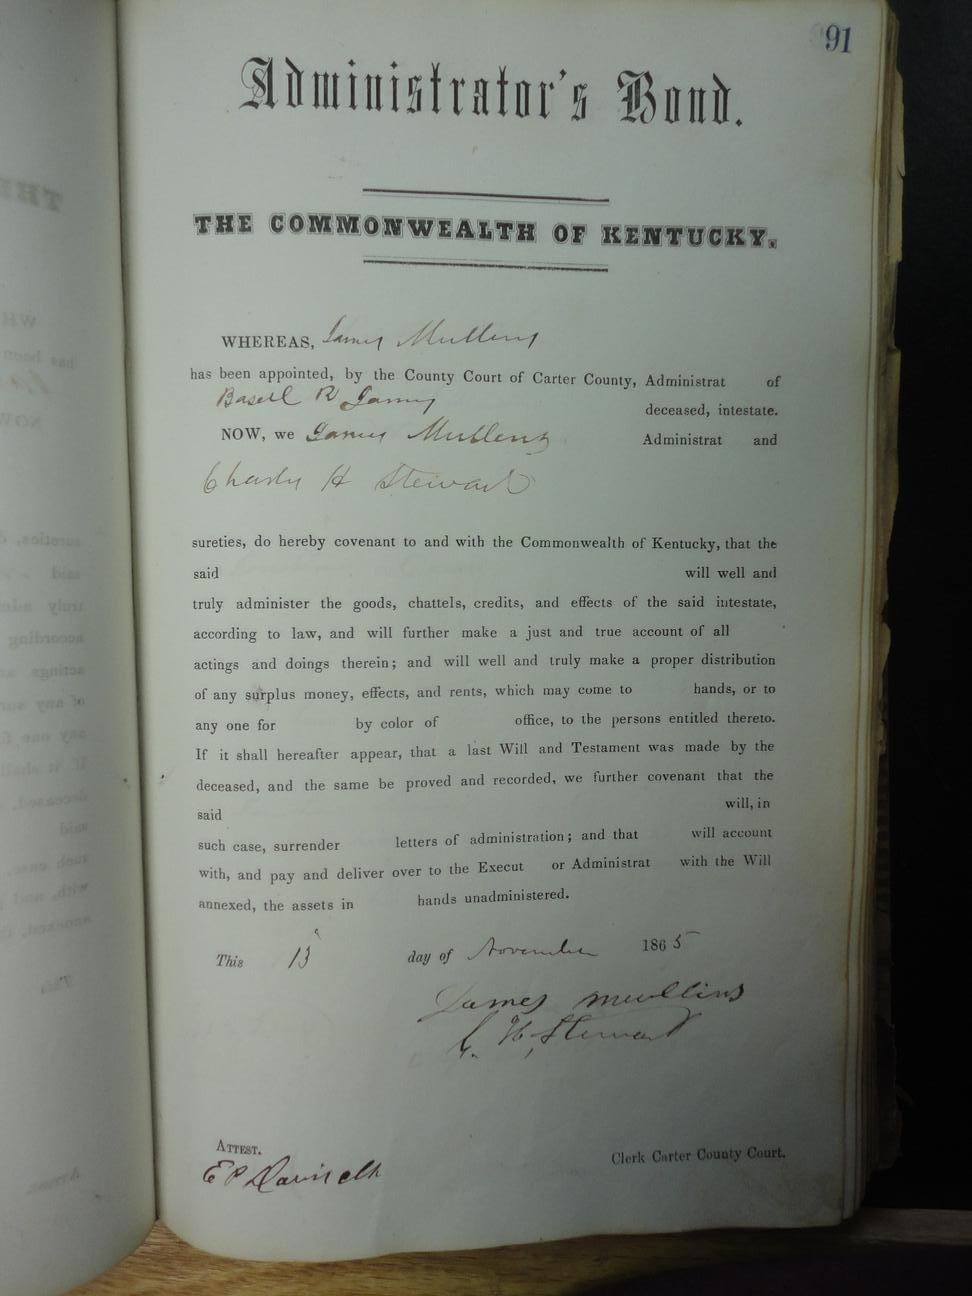 91
Administrator's Bond.
THE COMMONWEALTH OF KENTUCKY.
WHEREAS, James Mullens
has been appointed, by the County Court of Carter County, Administrat of
Basell R James
deceased, intestate.
NOW, we James Mullens Administrat and
Charles H Stewart
sureties, do hereby covenant to and with the Commonwealth of Kentucky, that the
said will well and
truly administer the goods, chattels, credits, and effects of the said intestate,
according to law, and will further make a just and true account of all
actings and doings therein; and will well and truly make a proper distribution
of any surplus money, effects, and rents, which may come to hands, or to
any one for by color of office, to the persons entitled thereto.
If it shall hereafter appear, that a last Will and Testament was made by the
deceased, and the same be proved and recorded, we further covenant that the
said will, in
such case, surrender letters of administration; and that will account
with, and pay and deliver over to the Execut or Administrat with the Will
annexed, the assets in hands unadministered.
This 13 day of November 1865
James Mullins
C. H. Stewart
ATTEST.
E P Davis clk
Clerk Carter County Court.